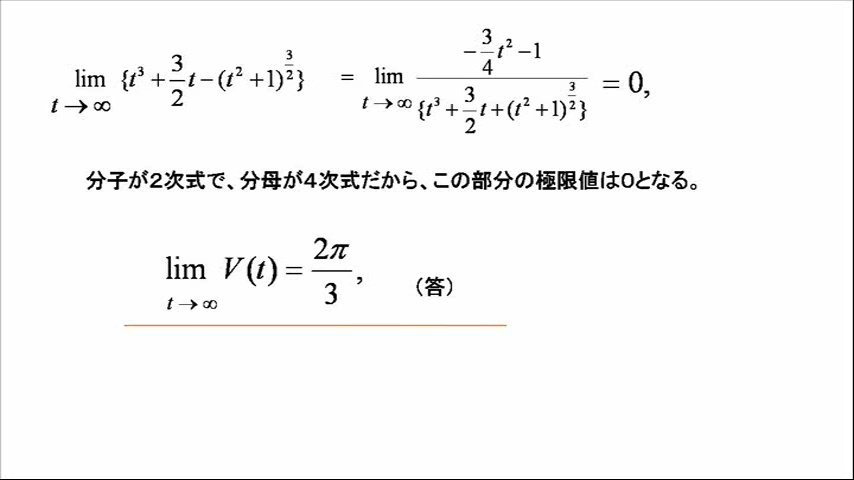 lim t→∞ {t³ + 3/2 t − (t² + 1)^(3/2)} = lim t→∞ (−3/4 t² − 1) / {t³ + 3/2 t + (t² + 1)^(3/2)} = 0,
分子が2次式で、分母が4次式だから、この部分の極限値は0となる。
lim t→∞ V(t) = 2π/3, （答）